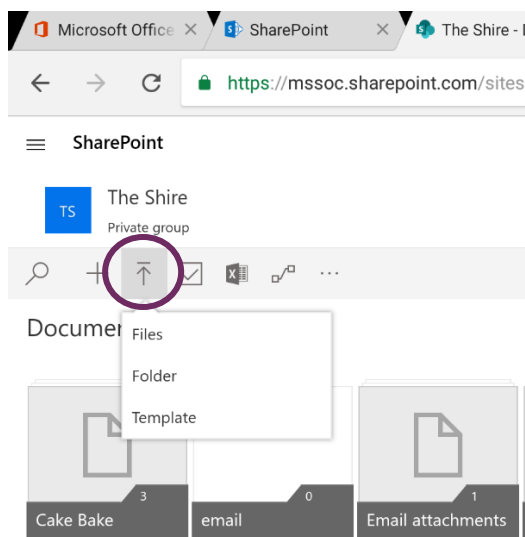 Microsoft Office
SharePoint
The Shire -
https://mssoc.sharepoint.com/sites
SharePoint
TS
The Shire
Private group
Documen
Files
Folder
Template
3
0
1
Cake Bake
email
Email attachments